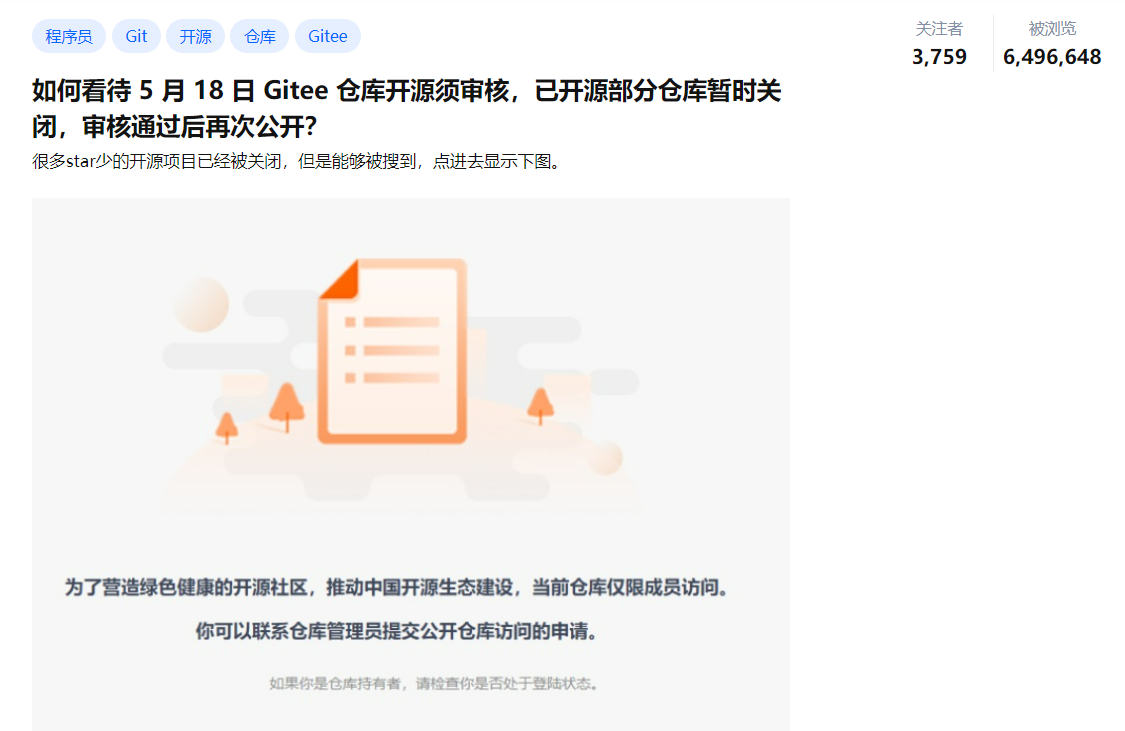 程序员 Git 开源 仓库 Gitee
关注者 被浏览
3,759 6,496,648
如何看待 5 月 18 日 Gitee 仓库开源须审核，已开源部分仓库暂时关
闭，审核通过后再次公开？
很多star少的开源项目已经被关闭，但是能够被搜到，点进去显示下图。
为了营造绿色健康的开源社区，推动中国开源生态建设，当前仓库仅限成员访问。
你可以联系仓库管理员提交公开仓库访问的申请。
如果你是仓库持有者，请检查你是否处于登陆状态。